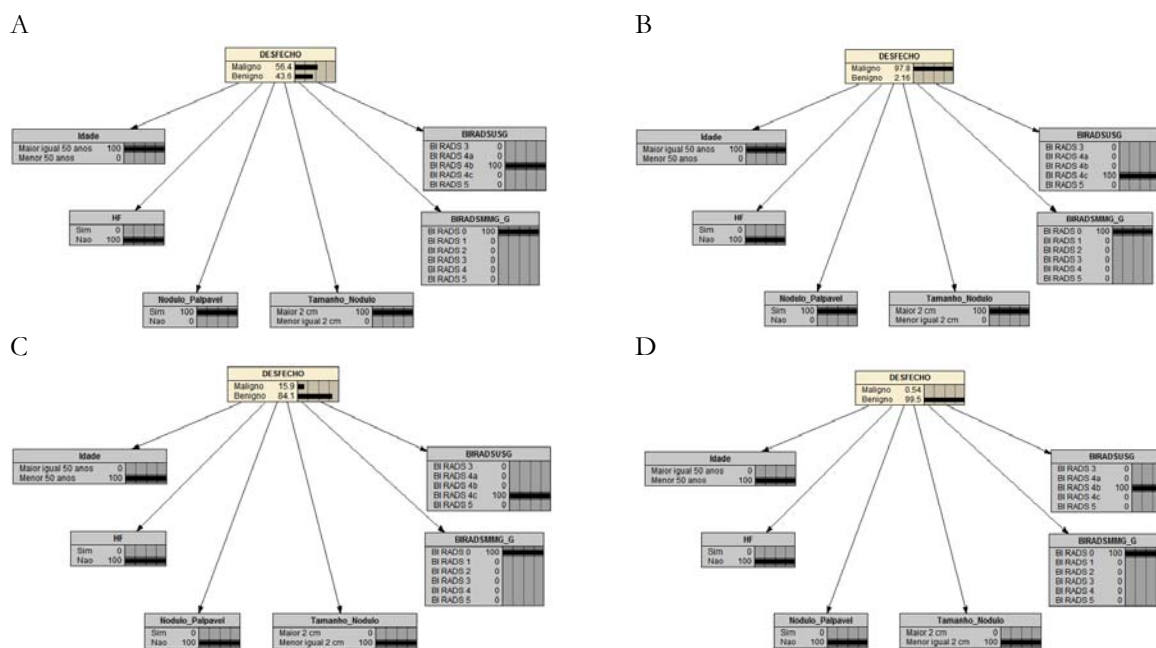 A
DESFECHO
Maligno 56.4
Benigno 43.6
Idade
Maior igual 50 anos 100
Menor 50 anos 0
BIRADSUSG
BI RADS 3 0
BI RADS 4a 0
BI RADS 4b 100
BI RADS 4c 0
BI RADS 5 0
HF
Sim 0
Nao 100
BIRADSMMG_G
BI RADS 0 100
BI RADS 1 0
BI RADS 2 0
BI RADS 3 0
BI RADS 4 0
BI RADS 5 0
Nodulo_Palpavel
Sim 100
Nao 0
Tamanho_Nodulo
Maior 2 cm 100
Menor igual 2 cm 0
B
DESFECHO
Maligno 97.8
Benigno 2.16
Idade
Maior igual 50 anos 100
Menor 50 anos 0
BIRADSUSG
BI RADS 3 0
BI RADS 4a 0
BI RADS 4b 0
BI RADS 4c 100
BI RADS 5 0
HF
Sim 0
Nao 100
BIRADSMMG_G
BI RADS 0 100
BI RADS 1 0
BI RADS 2 0
BI RADS 3 0
BI RADS 4 0
BI RADS 5 0
Nodulo_Palpavel
Sim 100
Nao 0
Tamanho_Nodulo
Maior 2 cm 100
Menor igual 2 cm 0
C
DESFECHO
Maligno 15.9
Benigno 84.1
Idade
Maior igual 50 anos 0
Menor 50 anos 100
BIRADSUSG
BI RADS 3 0
BI RADS 4a 0
BI RADS 4b 0
BI RADS 4c 100
BI RADS 5 0
HF
Sim 0
Nao 100
BIRADSMMG_G
BI RADS 0 100
BI RADS 1 0
BI RADS 2 0
BI RADS 3 0
BI RADS 4 0
BI RADS 5 0
Nodulo_Palpavel
Sim 0
Nao 100
Tamanho_Nodulo
Maior 2 cm 0
Menor igual 2 cm 100
D
DESFECHO
Maligno 0.54
Benigno 99.5
Idade
Maior igual 50 anos 0
Menor 50 anos 100
BIRADSUSG
BI RADS 3 0
BI RADS 4a 0
BI RADS 4b 100
BI RADS 4c 0
BI RADS 5 0
HF
Sim 0
Nao 100
BIRADSMMG_G
BI RADS 0 100
BI RADS 1 0
BI RADS 2 0
BI RADS 3 0
BI RADS 4 0
BI RADS 5 0
Nodulo_Palpavel
Sim 0
Nao 100
Tamanho_Nodulo
Maior 2 cm 0
Menor igual 2 cm 100